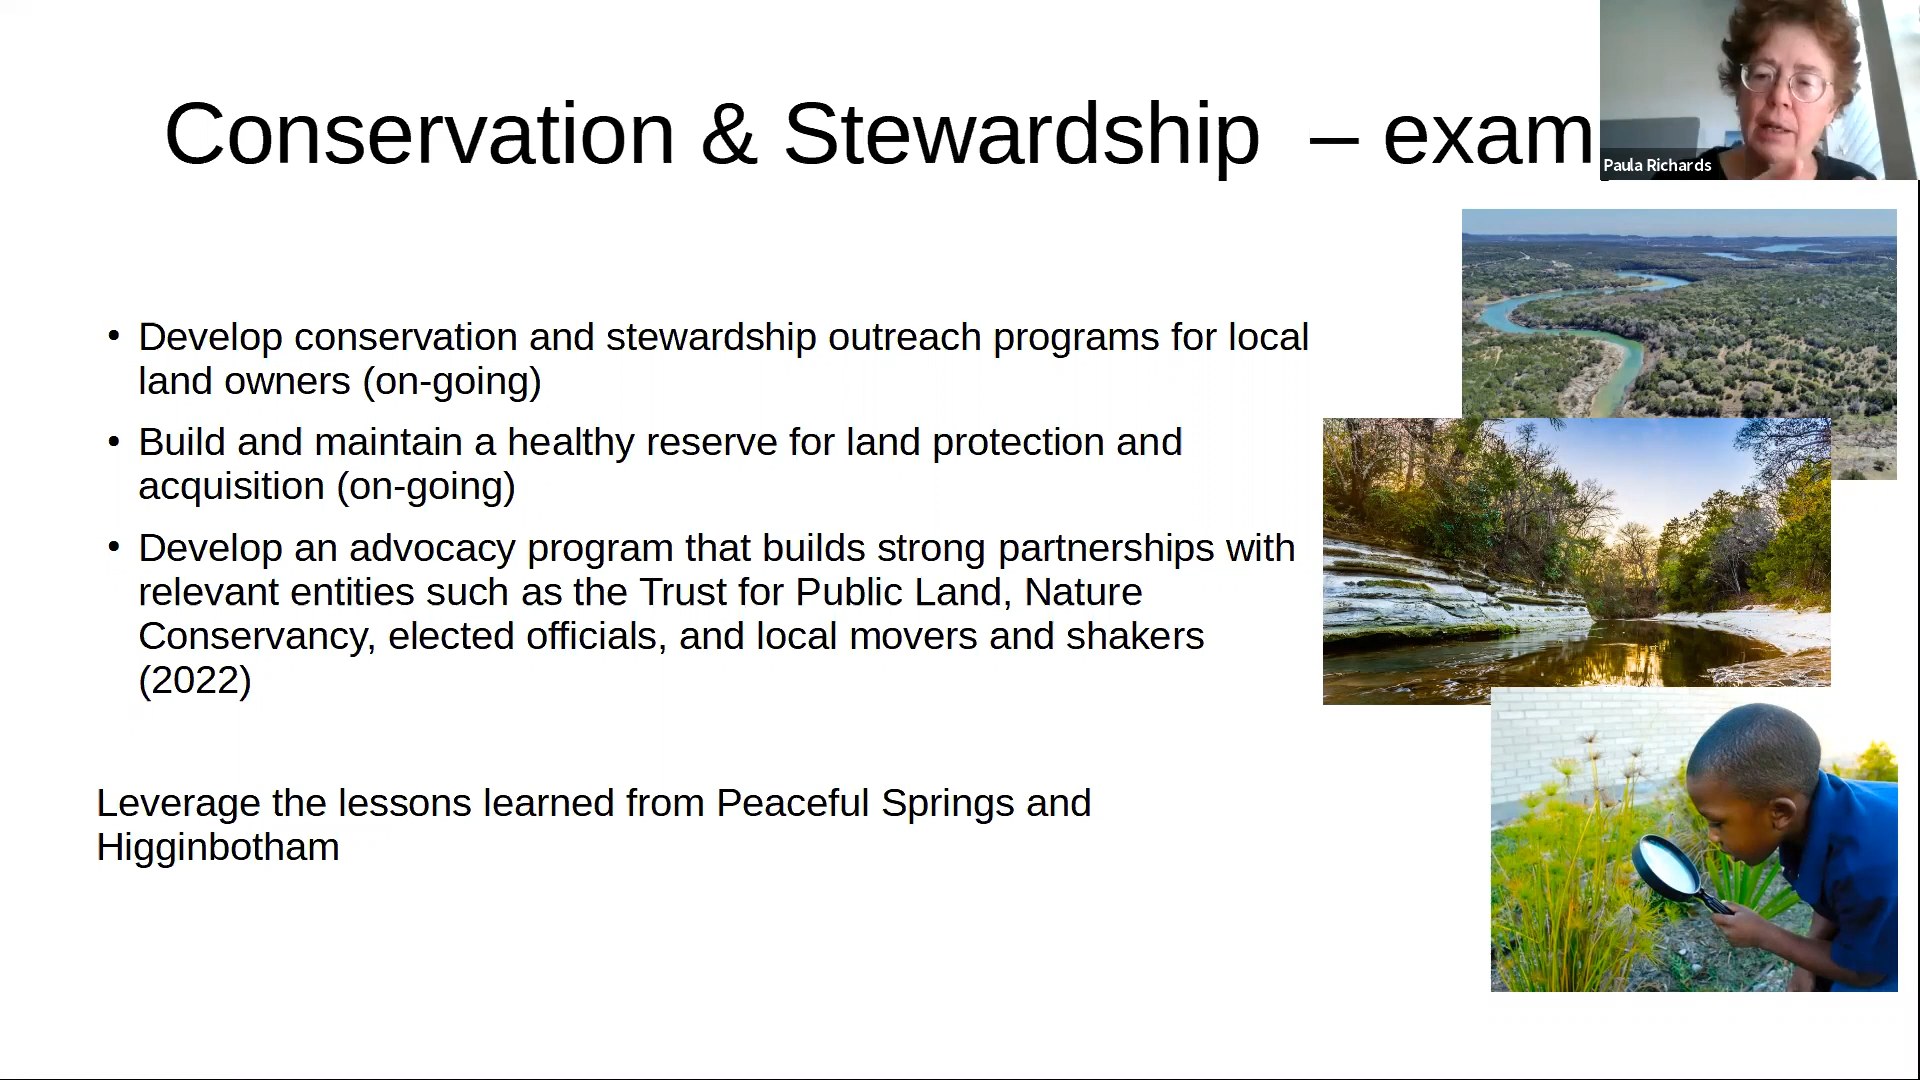 Conservation & Stewardship – exam
Paula Richards
• Develop conservation and stewardship outreach programs for local
land owners (on-going)
• Build and maintain a healthy reserve for land protection and
acquisition (on-going)
• Develop an advocacy program that builds strong partnerships with
relevant entities such as the Trust for Public Land, Nature
Conservancy, elected officials, and local movers and shakers
(2022)
Leverage the lessons learned from Peaceful Springs and
Higginbotham